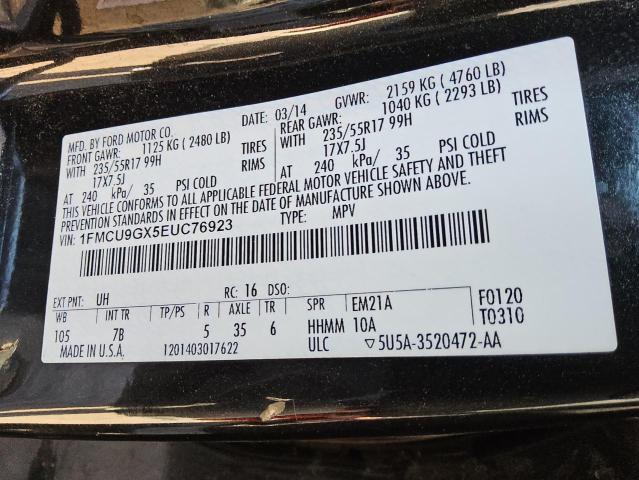 MFD. BY FORD MOTOR CO.
DATE: 03/14
GVWR: 2159 KG ( 4760 LB)
FRONT GAWR: 1125 KG ( 2480 LB)
REAR GAWR: 1040 KG ( 2293 LB)
WITH 235/55R17 99H TIRES
WITH 235/55R17 99H TIRES
17X7.5J RIMS
17X7.5J RIMS
AT 240 kPa/ 35 PSI COLD
AT 240 kPa/ 35 PSI COLD
THIS VEHICLE CONFORMS TO ALL APPLICABLE FEDERAL MOTOR VEHICLE SAFETY AND THEFT
PREVENTION STANDARDS IN EFFECT ON THE DATE OF MANUFACTURE SHOWN ABOVE.
VIN: 1FMCU9GX5EUC76923
TYPE: MPV
EXT PNT: UH RC: 16 DSO:
WB INT TR TP/PS R AXLE TR SPR EM21A F0120
105 7B 5 35 6 HHMM 10A T0310
MADE IN U.S.A. 1201403017622 ULC ▽5U5A-3520472-AA